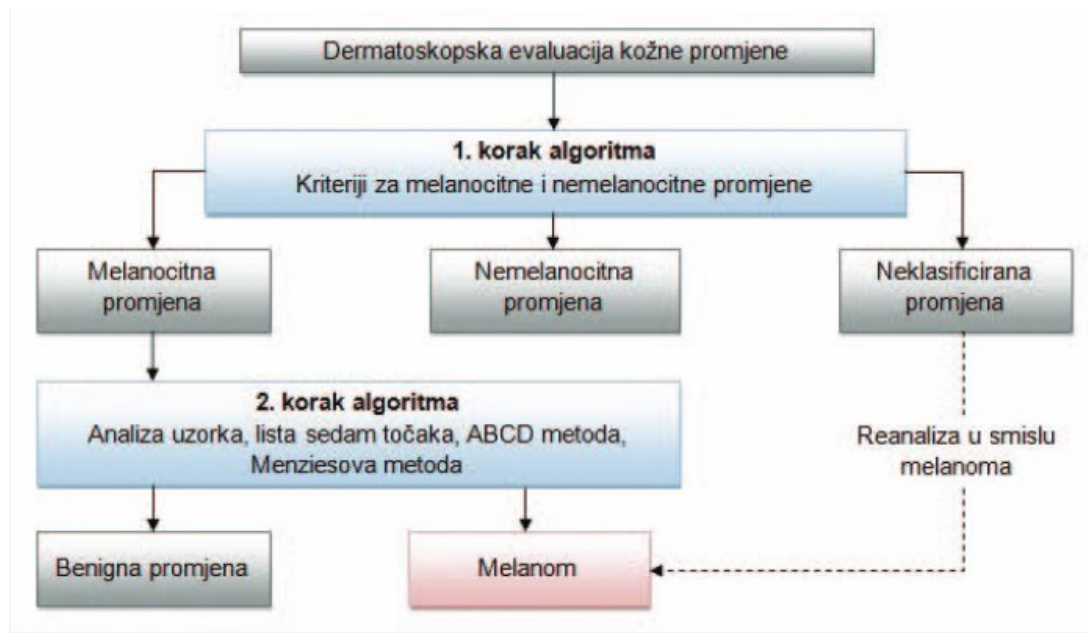 Dermatoskopska evaluacija kožne promjene
1. korak algoritma
Kriteriji za melanocitne i nemelanocitne promjene
Melanocitna
promjena
Nemelanocitna
promjena
Neklasificirana
promjena
2. korak algoritma
Analiza uzorka, lista sedam točaka, ABCD metoda,
Menziesova metoda
Reanaliza u smislu
melanoma
Benigna promjena
Melanom